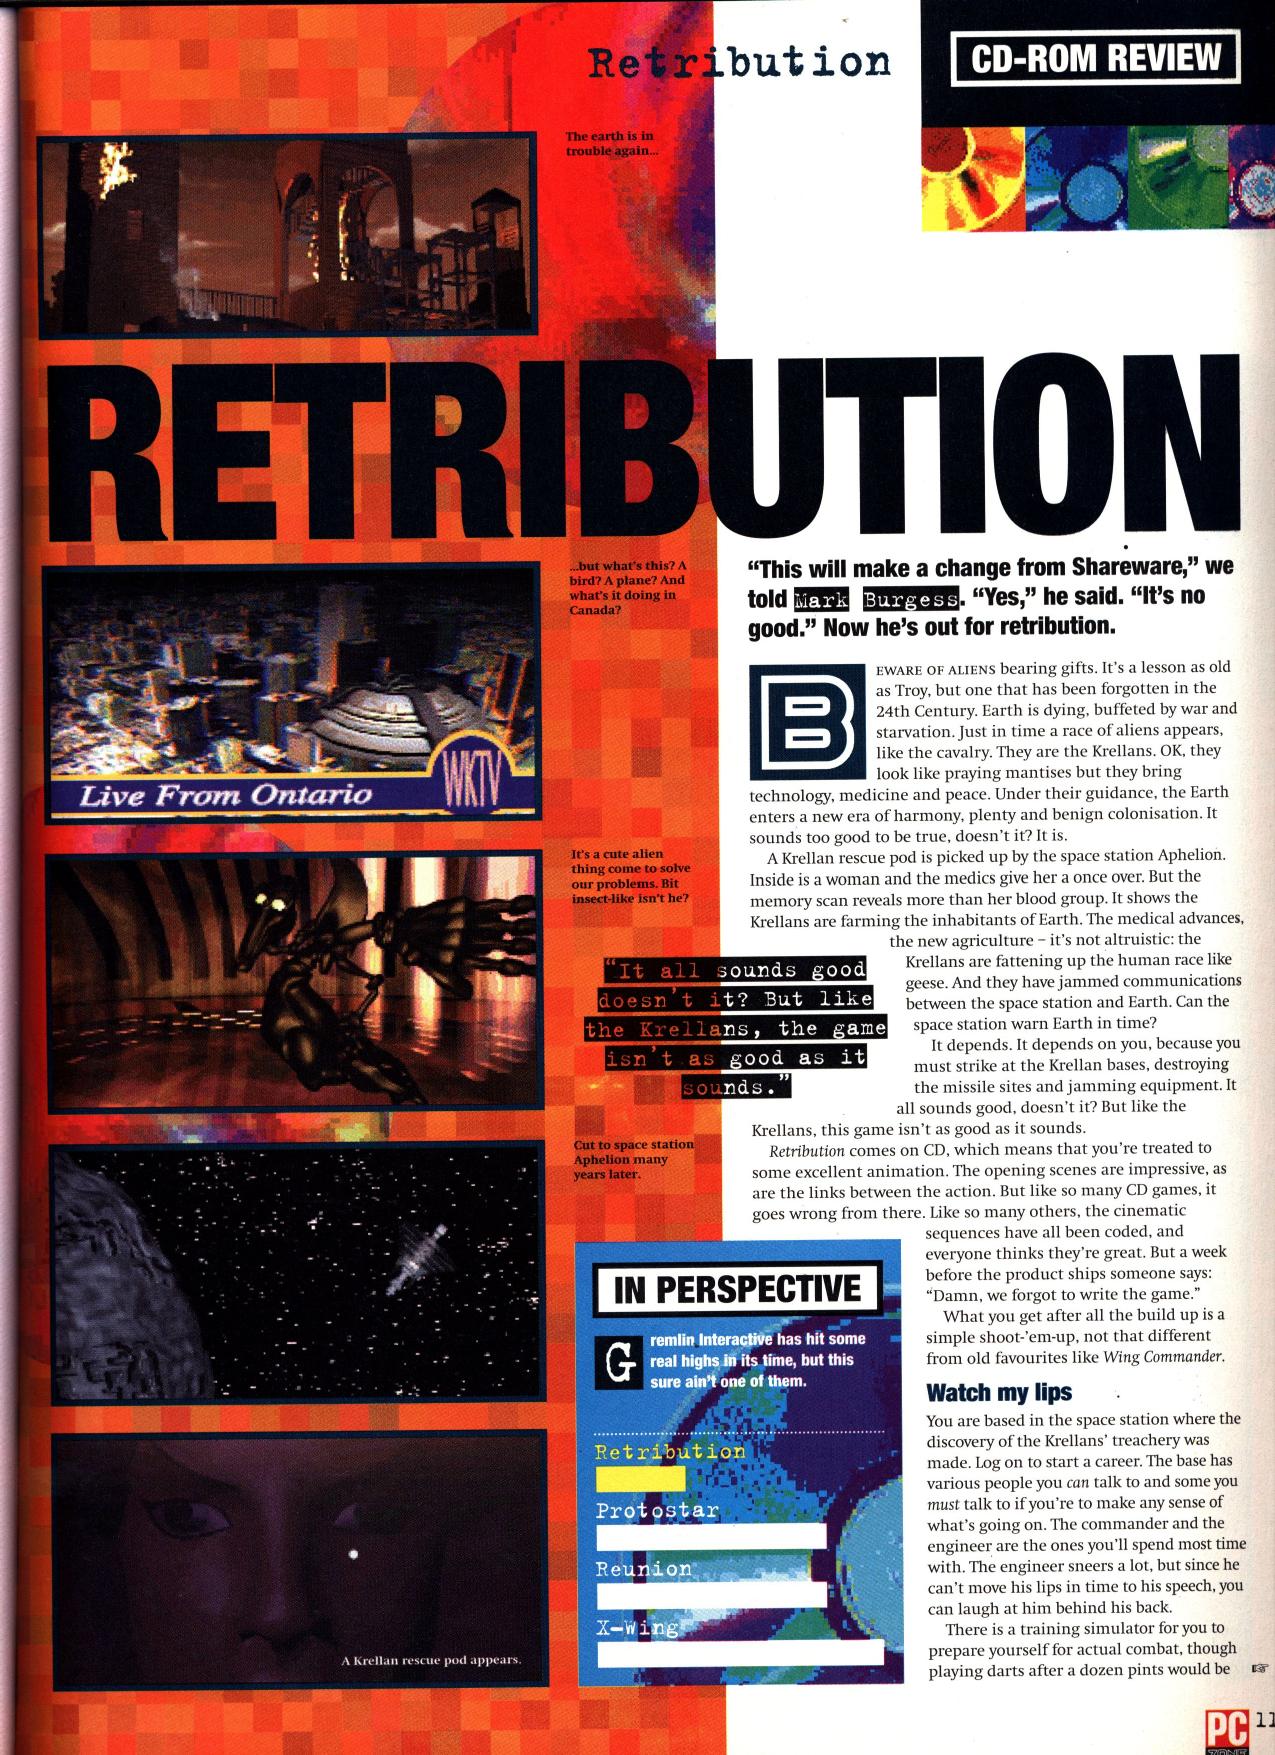 Retribution
CD-ROM REVIEW
The earth is in
trouble again...
RETRIBUTION
...but what's this? A
bird? A plane? And
what's it doing in
Canada?
Live From Ontario
WKTV
It's a cute alien
thing come to solve
our problems. Bit
insect-like isn't he?
Cut to space station
Aphelion many
years later.
A Krellan rescue pod appears.
“This will make a change from Shareware,” we
told Mark Burgess. “Yes,” he said. “It's no
good.” Now he's out for retribution.
BEWARE OF ALIENS bearing gifts. It's a lesson as old
as Troy, but one that has been forgotten in the
24th Century. Earth is dying, buffeted by war and
starvation. Just in time a race of aliens appears,
like the cavalry. They are the Krellans. OK, they
look like praying mantises but they bring
technology, medicine and peace. Under their guidance, the Earth
enters a new era of harmony, plenty and benign colonisation. It
sounds too good to be true, doesn't it? It is.
A Krellan rescue pod is picked up by the space station Aphelion.
Inside is a woman and the medics give her a once over. But the
memory scan reveals more than her blood group. It shows the
Krellans are farming the inhabitants of Earth. The medical advances,
the new agriculture – it's not altruistic: the
Krellans are fattening up the human race like
geese. And they have jammed communications
between the space station and Earth. Can the
space station warn Earth in time?
It depends. It depends on you, because you
must strike at the Krellan bases, destroying
the missile sites and jamming equipment. It
all sounds good, doesn't it? But like the
Krellans, this game isn't as good as it sounds.
Retribution comes on CD, which means that you're treated to
some excellent animation. The opening scenes are impressive, as
are the links between the action. But like so many CD games, it
goes wrong from there. Like so many others, the cinematic
sequences have all been coded, and
everyone thinks they're great. But a week
before the product ships someone says:
“Damn, we forgot to write the game.”
What you get after all the build up is a
simple shoot-'em-up, not that different
from old favourites like Wing Commander.
Watch my lips
You are based in the space station where the
discovery of the Krellans' treachery was
made. Log on to start a career. The base has
various people you can talk to and some you
must talk to if you're to make any sense of
what's going on. The commander and the
engineer are the ones you'll spend most time
with. The engineer sneers a lot, but since he
can't move his lips in time to his speech, you
can laugh at him behind his back.
There is a training simulator for you to
prepare yourself for actual combat, though
playing darts after a dozen pints would be
“It all sounds good
doesn't it? But like
the Krellans, the game
isn't as good as it
sounds.”
IN PERSPECTIVE
Gremlin Interactive has hit some
real highs in its time, but this
sure ain't one of them.
Retribution
Protostar
Reunion
X-Wing
PC
ZONE
11